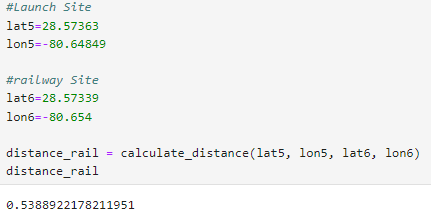 #Launch Site
lat5=28.57363
lon5=-80.64849
#railway Site
lat6=28.57339
lon6=-80.654
distance_rail = calculate_distance(lat5, lon5, lat6, lon6)
distance_rail
0.5388922178211951